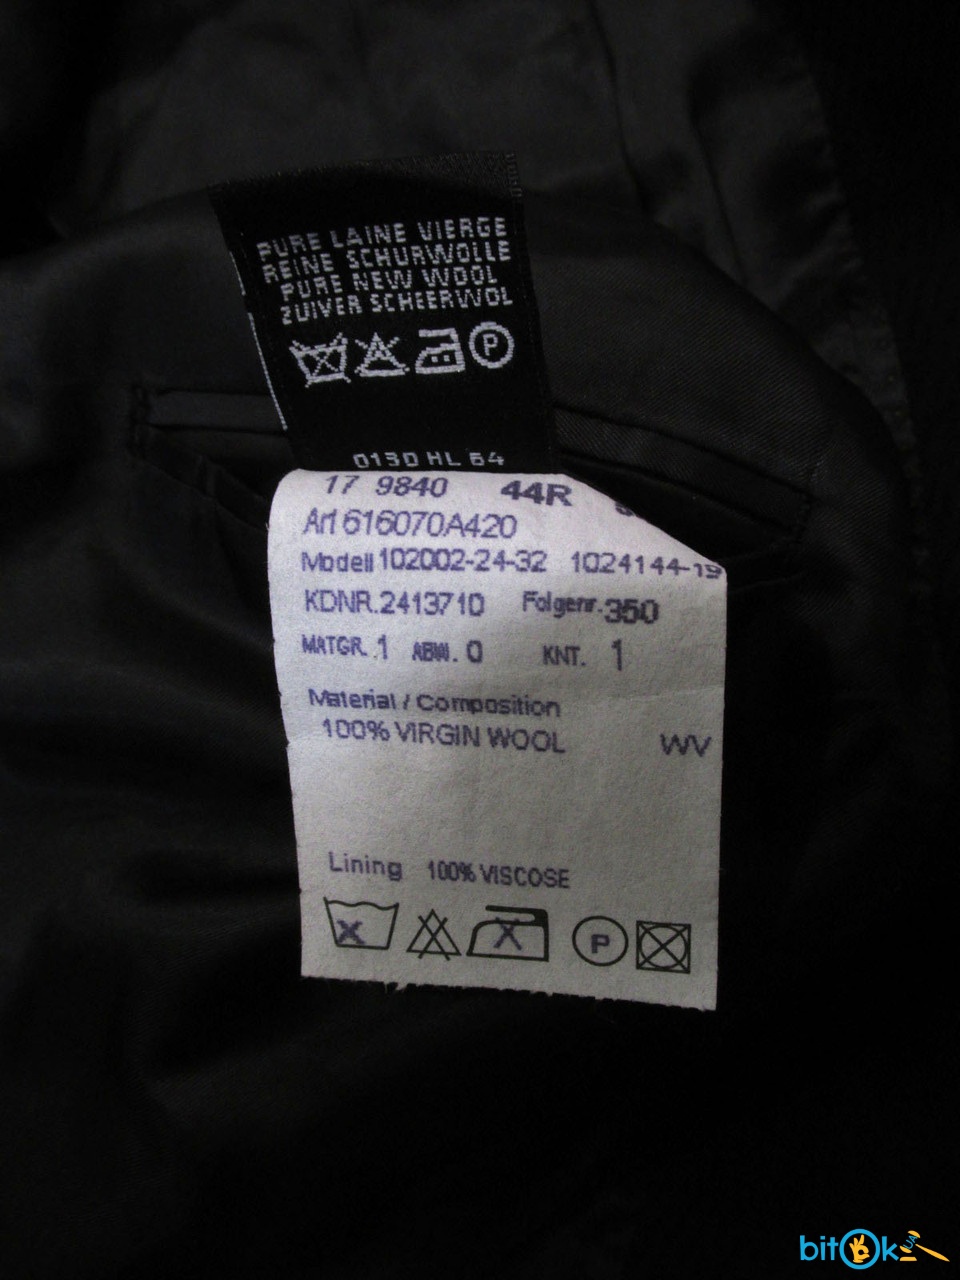 PURE LAINE VIERGE
REINE SCHURWOLLE
PURE NEW WOOL
ZUIVER SCHEERWOL
P
0130 HL 64
17 9840 44R
Art 616070A420
Modell 102002-24-32 1024144-19
KDNR. 2413710 Folgenr. 350
MATGR. 1 ABW. 0 KNT. 1
Material / Composition
100% VIRGIN WOOL WV
Lining 100% VISCOSE
X X P
bitOk
UA